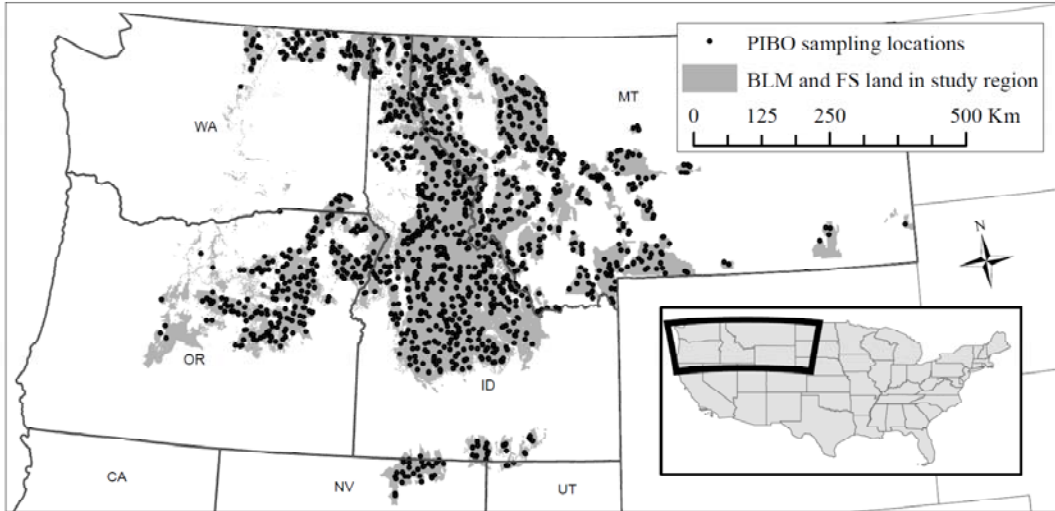 PIBO sampling locations
BLM and FS land in study region
0 125 250 500 Km
WA
MT
N
OR
ID
CA
NV
UT